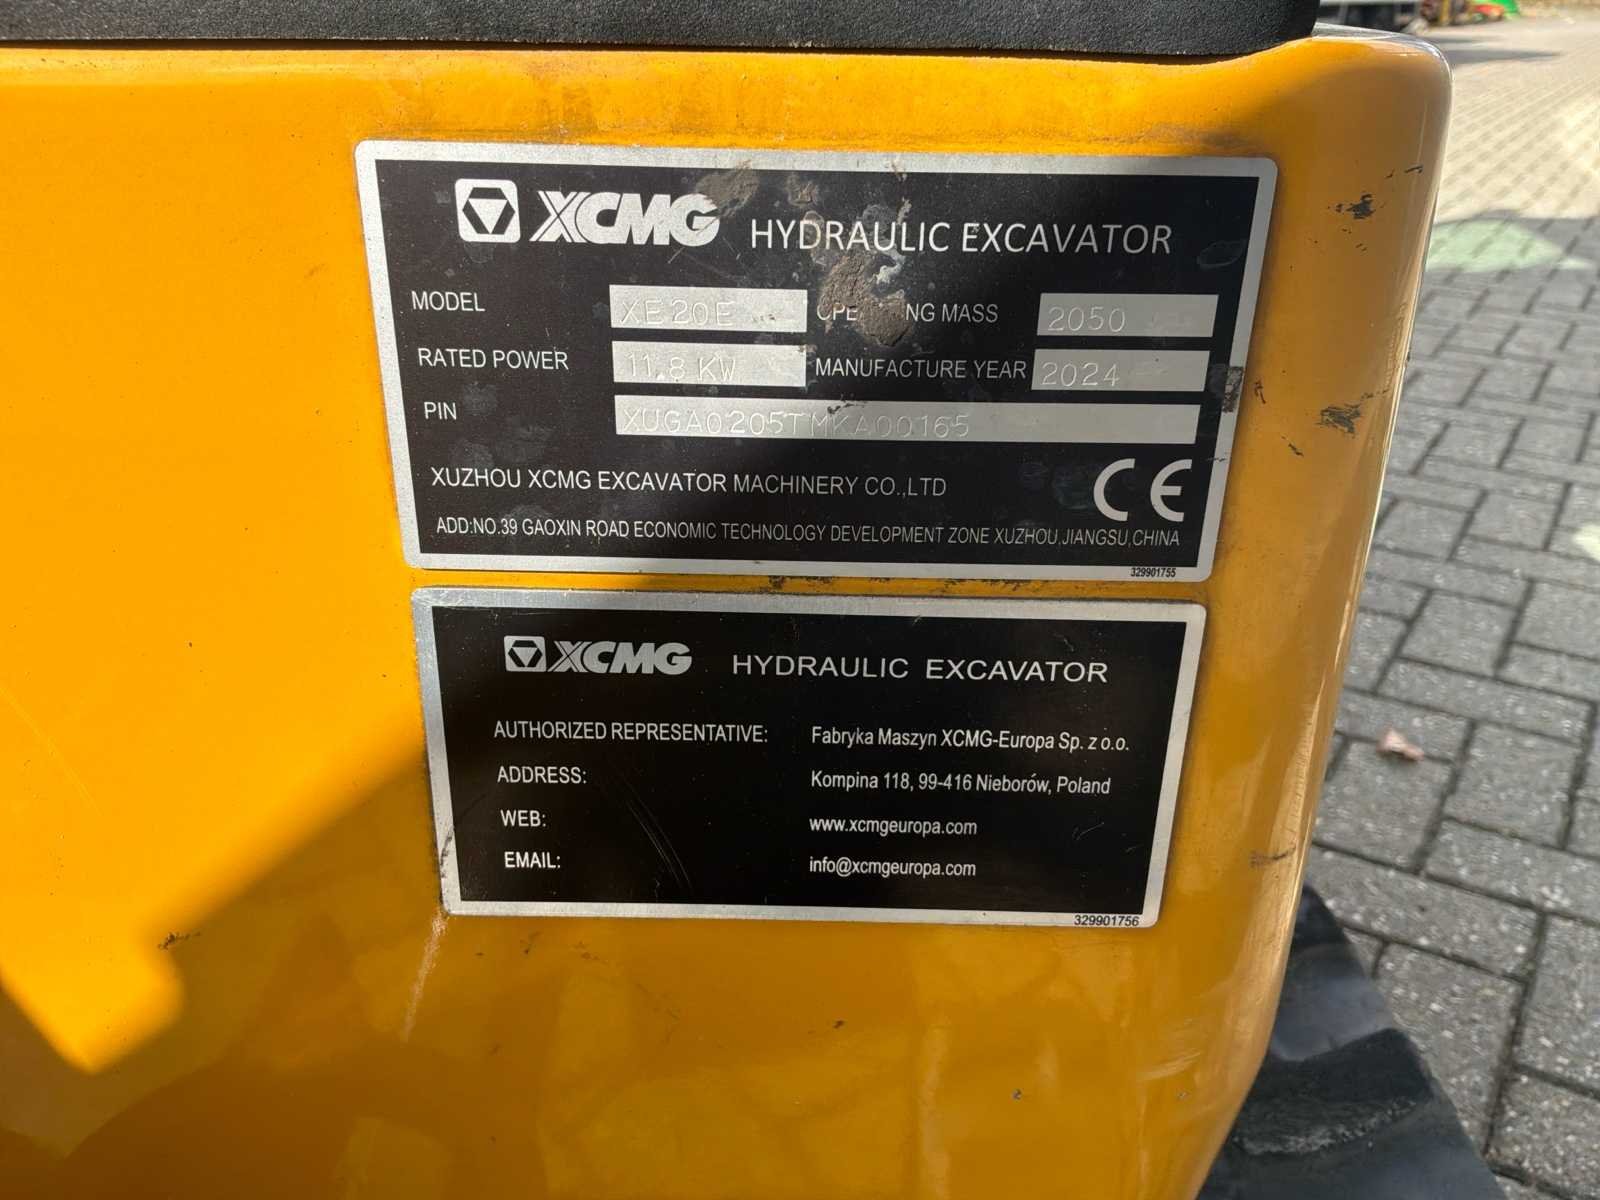 XCMG HYDRAULIC EXCAVATOR
MODEL XE20E OPERATING MASS 2050
RATED POWER 11.8 KW MANUFACTURE YEAR 2024
PIN XUGA0205TMKA00165
XUZHOU XCMG EXCAVATOR MACHINERY CO.,LTD CE
ADD:NO.39 GAOXIN ROAD ECONOMIC TECHNOLOGY DEVELOPMENT ZONE XUZHOU,JIANGSU,CHINA
329901755
XCMG HYDRAULIC EXCAVATOR
AUTHORIZED REPRESENTATIVE: Fabryka Maszyn XCMG-Europa Sp. z o.o.
ADDRESS: Kompina 118, 99-416 Nieborów, Poland
WEB: www.xcmgeuropa.com
EMAIL: info@xcmgeuropa.com
329901756